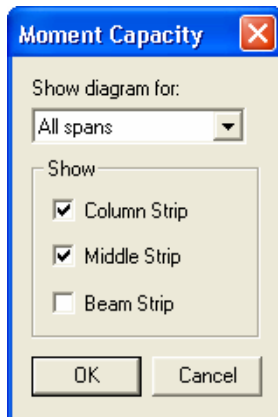 Moment Capacity
Show diagram for:
All spans
Show
Column Strip
Middle Strip
Beam Strip
OK Cancel